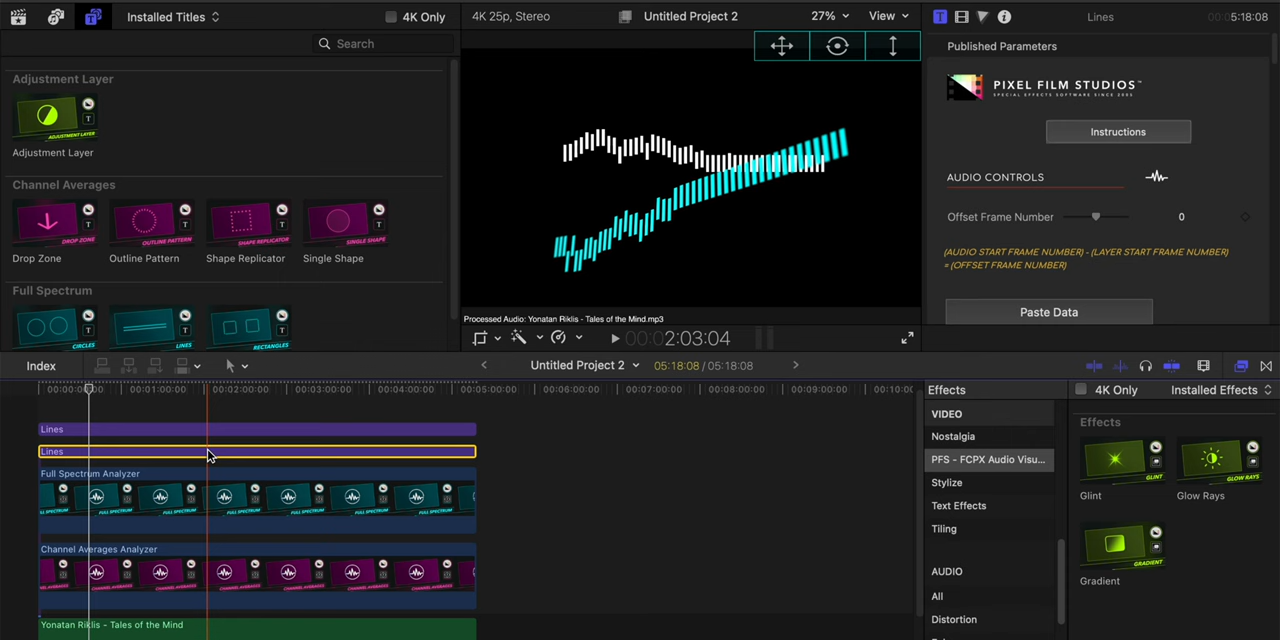 Installed Titles
4K Only
4K 25p, Stereo
Untitled Project 2
27%
View
Lines
00:05:18:08
Search
Published Parameters
Adjustment Layer
ADJUSTMENT LAYER
T
Adjustment Layer
PIXEL FILM STUDIOS™
SPECIAL EFFECTS SOFTWARE SINCE 2005
Instructions
Channel Averages
DROP ZONE
OUTLINE PATTERN
SHAPE REPLICATOR
SINGLE SHAPE
Drop Zone
Outline Pattern
Shape Replicator
Single Shape
AUDIO CONTROLS
Offset Frame Number
0
(AUDIO START FRAME NUMBER) - (LAYER START FRAME NUMBER)
= (OFFSET FRAME NUMBER)
Full Spectrum
CIRCLES
LINES
RECTANGLES
Paste Data
Processed Audio: Yonatan Riklis - Tales of the Mind.mp3
00:00:2:03:04
Index
Untitled Project 2
05:18:08 / 05:18:08
00:01:00:00
00:02:00:00
00:03:00:00
00:04:00:00
00:05:00:00
00:06:00:00
00:07:00:00
00:08:00:00
00:09:00:00
Effects
4K Only
Installed Effects
Lines
Lines
Full Spectrum Analyzer
FULL SPECTRUM
Channel Averages Analyzer
CHANNEL AVERAGES
Yonatan Riklis - Tales of the Mind
VIDEO
Nostalgia
PFS - FCPX Audio Visu...
Stylize
Text Effects
Tiling
AUDIO
All
Distortion
Effects
GLINT
GLOW RAYS
Glint
Glow Rays
GRADIENT
Gradient